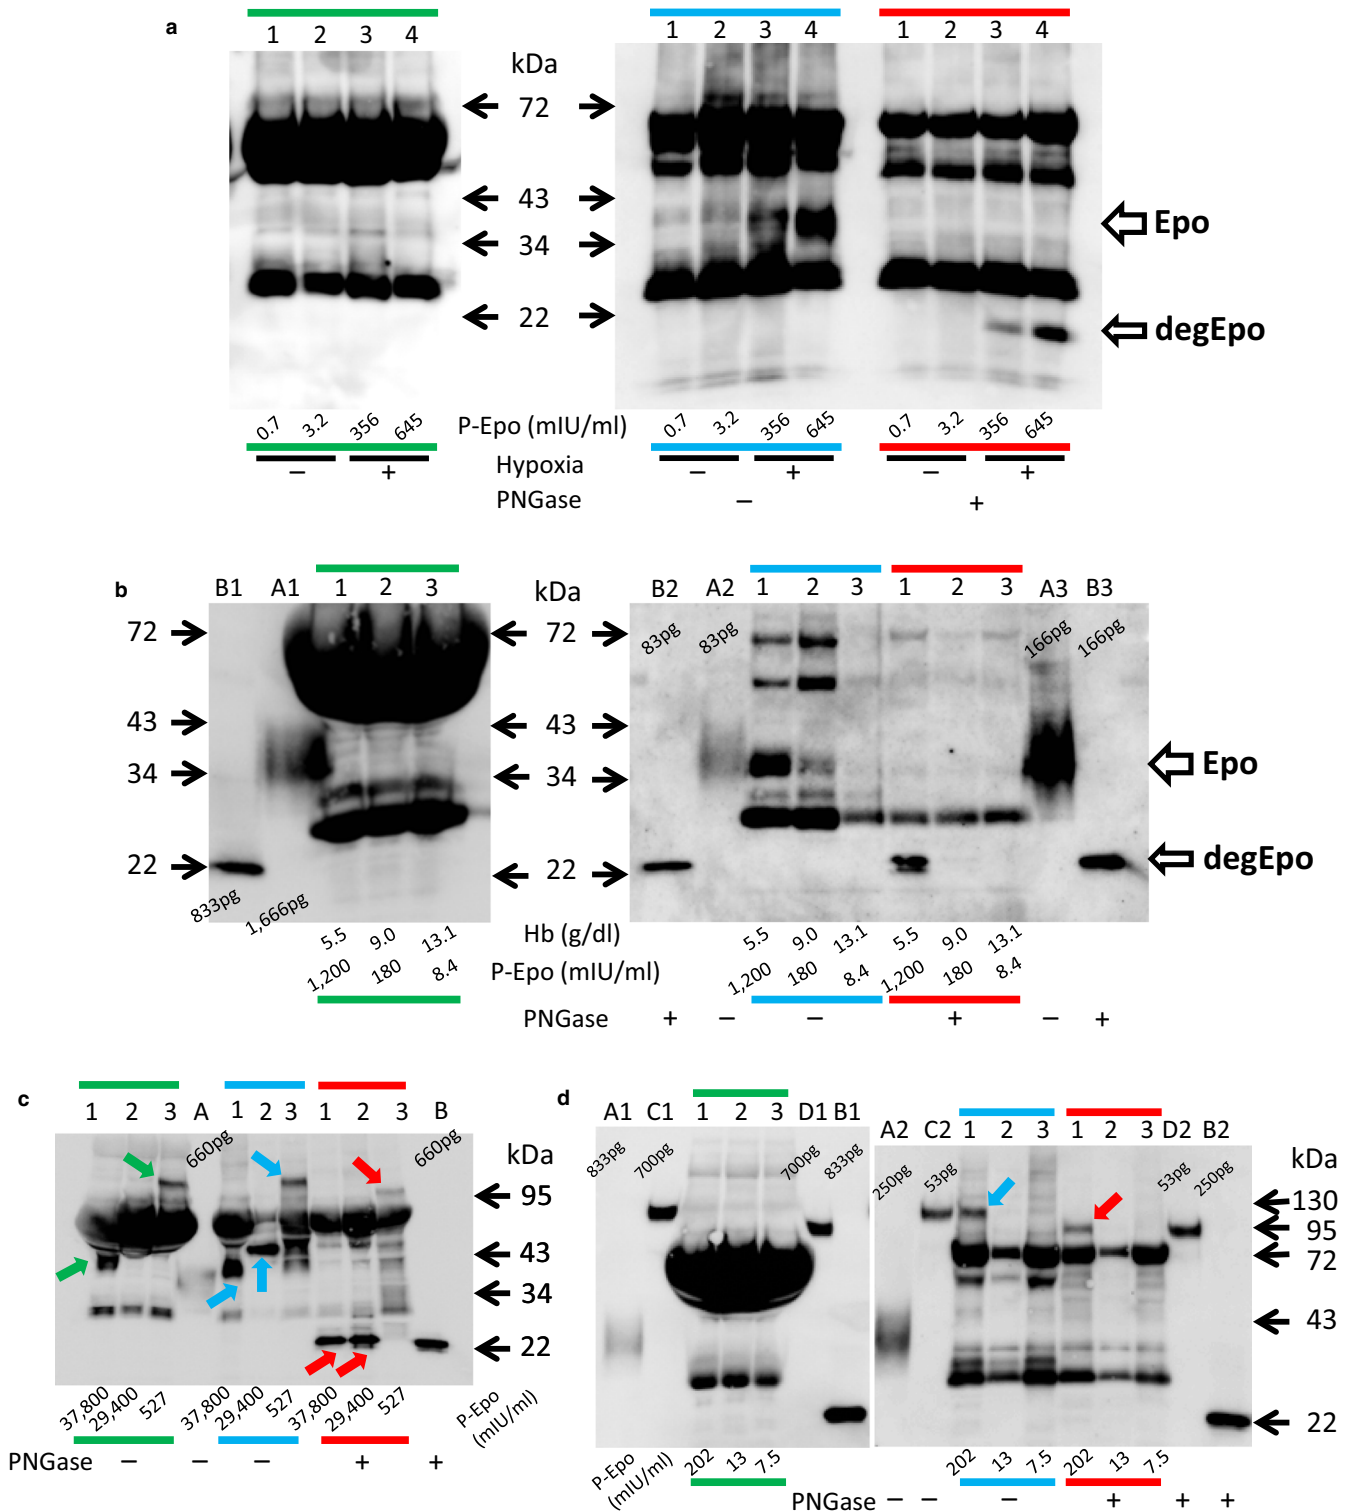 a
1 2 3 4
kDa
1 2 3 4
1 2 3 4
72
43
34
22
Epo
degEpo
P-Epo (mIU/ml)
0.7 3.2 356 645
0.7 3.2 356 645
0.7 3.2 356 645
Hypoxia
– +
– +
– +
PNGase
– +
b
B1 A1 1 2 3
kDa
B2 A2 1 2 3 1 2 3 A3 B3
83pg 83pg 166pg 166pg
72 72
43 43
34 34
22 22
Epo
degEpo
833pg 1,666pg
Hb (g/dl)
5.5 9.0 13.1
5.5 9.0 13.1 5.5 9.0 13.1
P-Epo (mIU/ml)
1,200 180 8.4
1,200 180 8.4 1,200 180 8.4
PNGase + – – + – +
c
1 2 3 A 1 2 3 1 2 3 B
660pg 660pg
kDa
95
43
34
22
37,800 29,400 527 37,800 29,400 527 37,800 29,400 527
P-Epo (mIU/ml)
PNGase – – – + +
d
A1 C1 1 2 3 D1 B1
833pg 700pg 700pg 833pg
A2 C2 1 2 3 1 2 3 D2 B2
250pg 53pg 53pg 250pg
kDa
130
95
72
43
22
P-Epo (mIU/ml)
202 13 7.5
202 13 7.5 202 13 7.5
PNGase – – – + + +